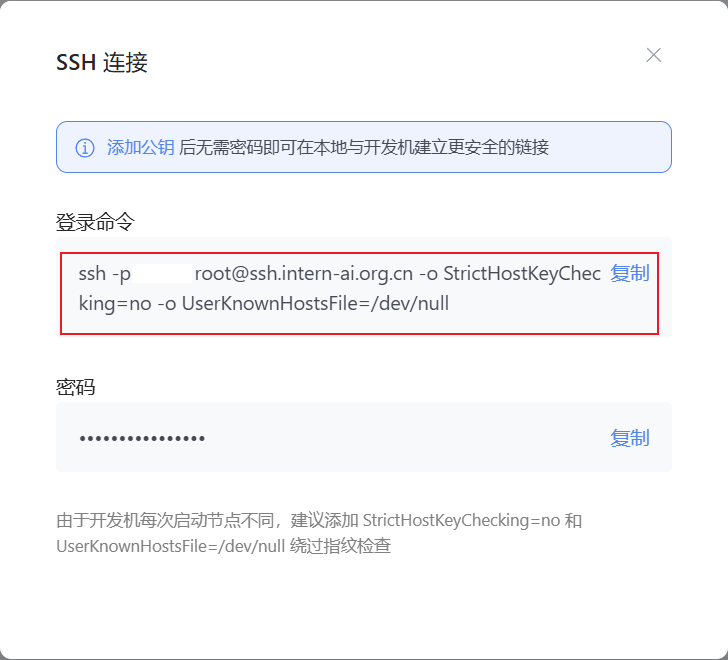 SSH 连接
添加公钥 后无需密码即可在本地与开发机建立更安全的链接
登录命令
ssh -p root@ssh.intern-ai.org.cn -o StrictHostKeyChec 复制
king=no -o UserKnownHostsFile=/dev/null
密码
•••••••••••••••• 复制
由于开发机每次启动节点不同，建议添加 StrictHostKeyChecking=no 和
UserKnownHostsFile=/dev/null 绕过指纹检查